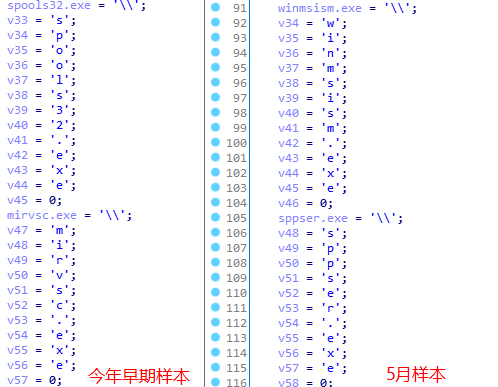 spools32.exe = '\\';
v33 = 's';
v34 = 'p';
v35 = 'o';
v36 = 'o';
v37 = 'l';
v38 = 's';
v39 = '3';
v40 = '2';
v41 = '.';
v42 = 'e';
v43 = 'x';
v44 = 'e';
v45 = 0;
mirvsc.exe = '\\';
v47 = 'm';
v48 = 'i';
v49 = 'r';
v50 = 'v';
v51 = 's';
v52 = 'c';
v53 = '.';
v54 = 'e';
v55 = 'x';
v56 = 'e';
v57 = 0;
今年早期样本
91 winmsism.exe = '\\';
92 v34 = 'w';
93 v35 = 'i';
94 v36 = 'n';
95 v37 = 'm';
96 v38 = 's';
97 v39 = 'i';
98 v40 = 's';
99 v41 = 'm';
100 v42 = '.';
101 v43 = 'e';
102 v44 = 'x';
103 v45 = 'e';
104 v46 = 0;
105 sppser.exe = '\\';
106 v48 = 's';
107 v49 = 'p';
108 v50 = 'p';
109 v51 = 's';
110 v52 = 'e';
111 v53 = 'r';
112 v54 = '.';
113 v55 = 'e';
114 v56 = 'x';
115 v57 = 'e';
116 v58 = 0;
5月样本